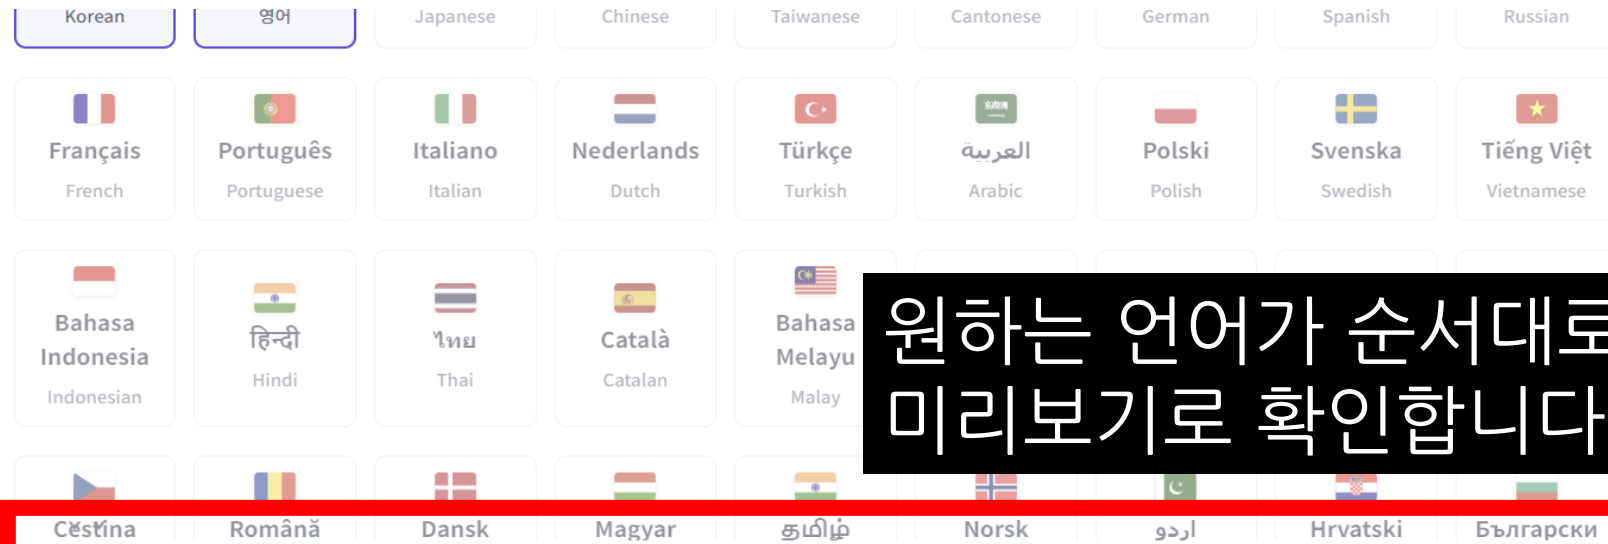 Korean 영어 Japanese Chinese Taiwanese Cantonese German Spanish Russian
Français Português Italiano Nederlands Türkçe العربية Polski Svenska Tiếng Việt
French Portuguese Italian Dutch Turkish Arabic Polish Swedish Vietnamese
Bahasa Indonesia
Indonesian
हिन्दी
Hindi
ไทย
Thai
Català
Catalan
Bahasa Melayu
Malay
원하는 언어가 순서대로
미리보기로 확인합니다
Čeština Română Dansk Magyar தமிழ் Norsk اردو Hrvatski Български